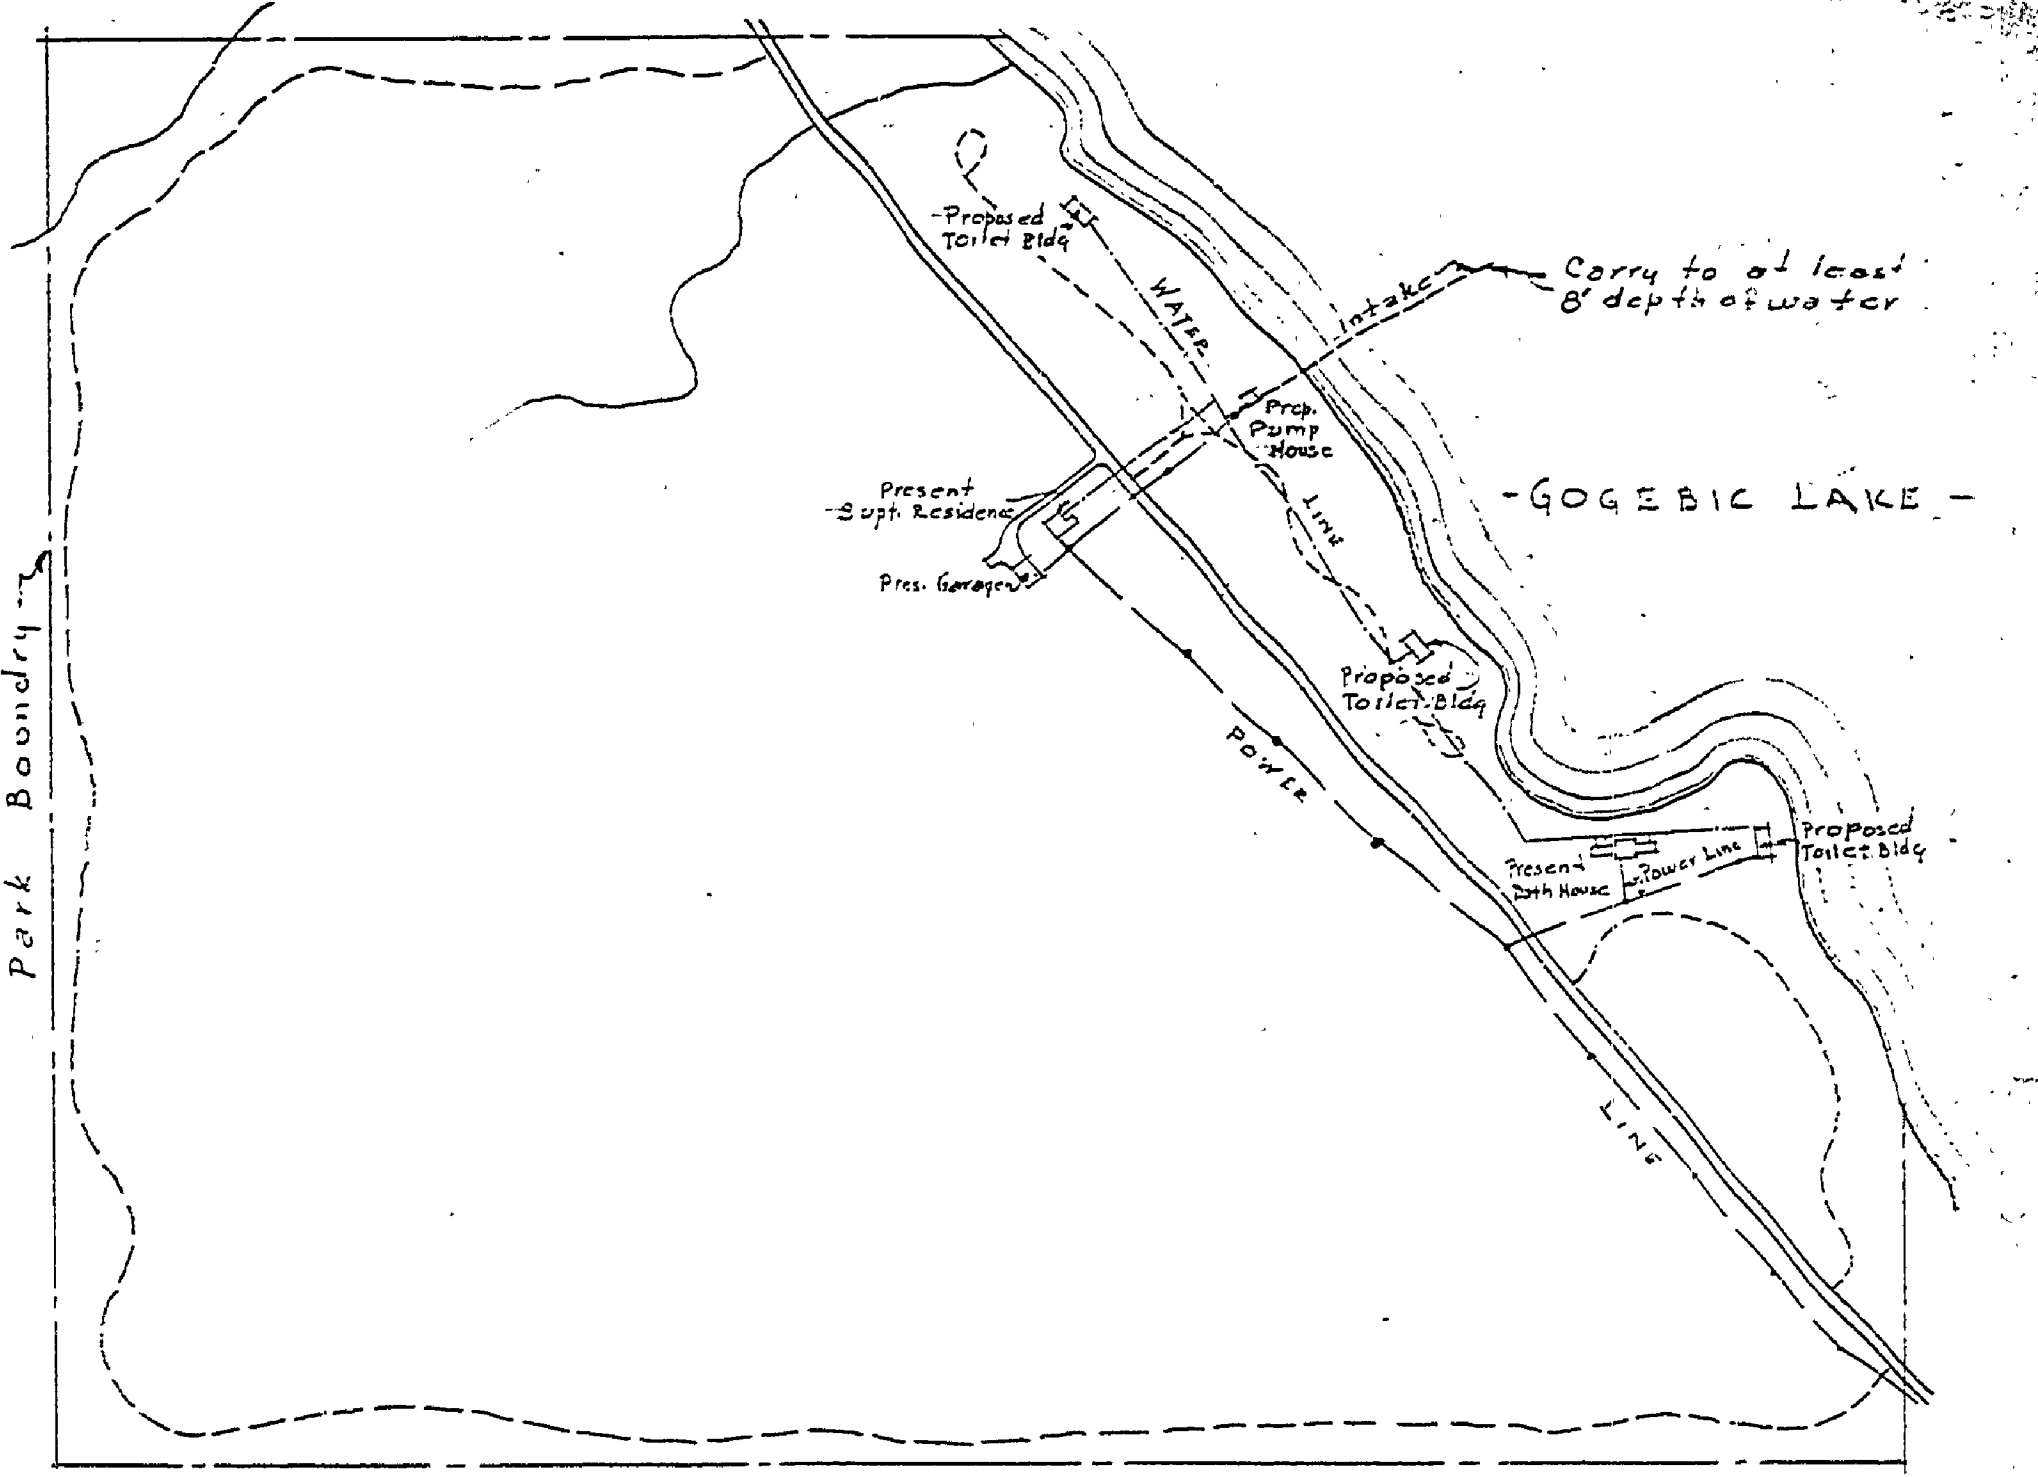 -Proposed
Toilet Bldg
WATER
LINE
Intake
Carry to at least
8' depth of water
Prop.
Pump
House
-GOGEBIC LAKE-
Present
-Supt. Residence
Pres. Garage
Park Boundry
Proposed
Toilet Bldg
POWER
LINE
Present
Bath House
Power Line
Proposed
Toilet Bldg